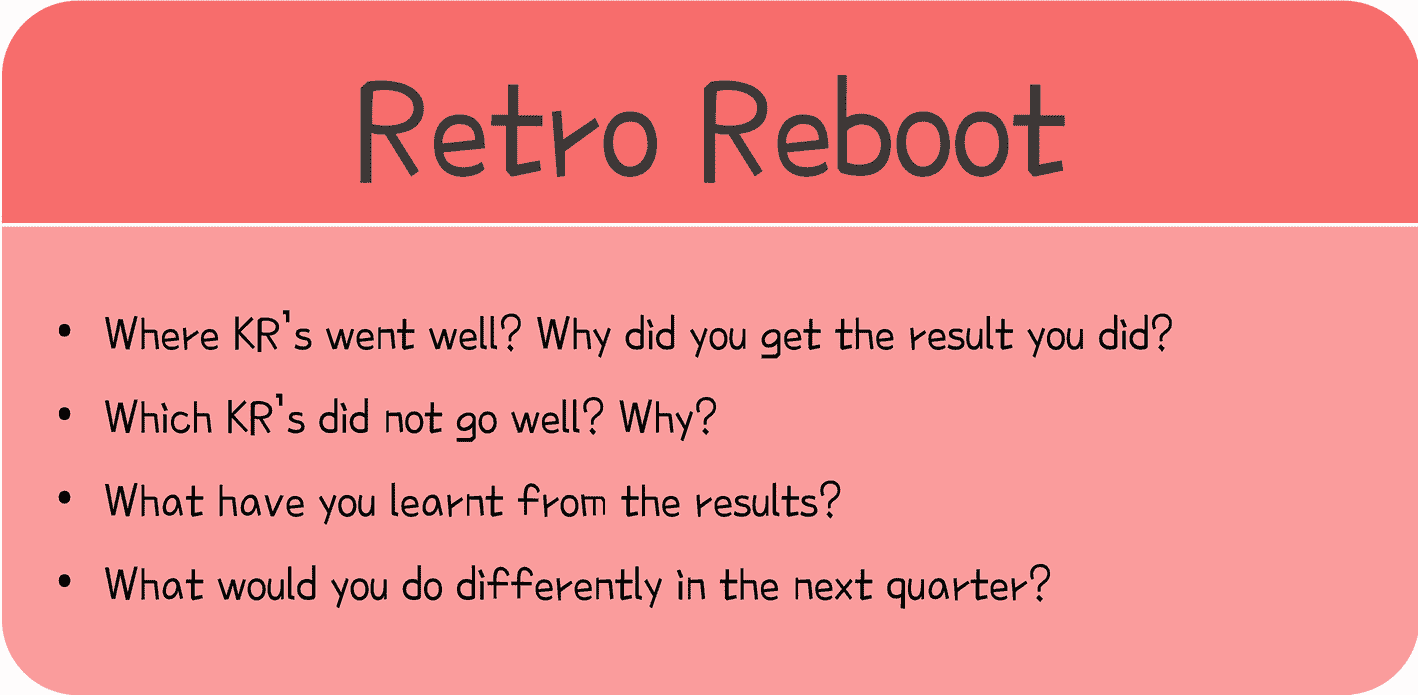 Retro Reboot
• Where KR's went well? Why did you get the result you did?
• Which KR's did not go well? Why?
• What have you learnt from the results?
• What would you do differently in the next quarter?